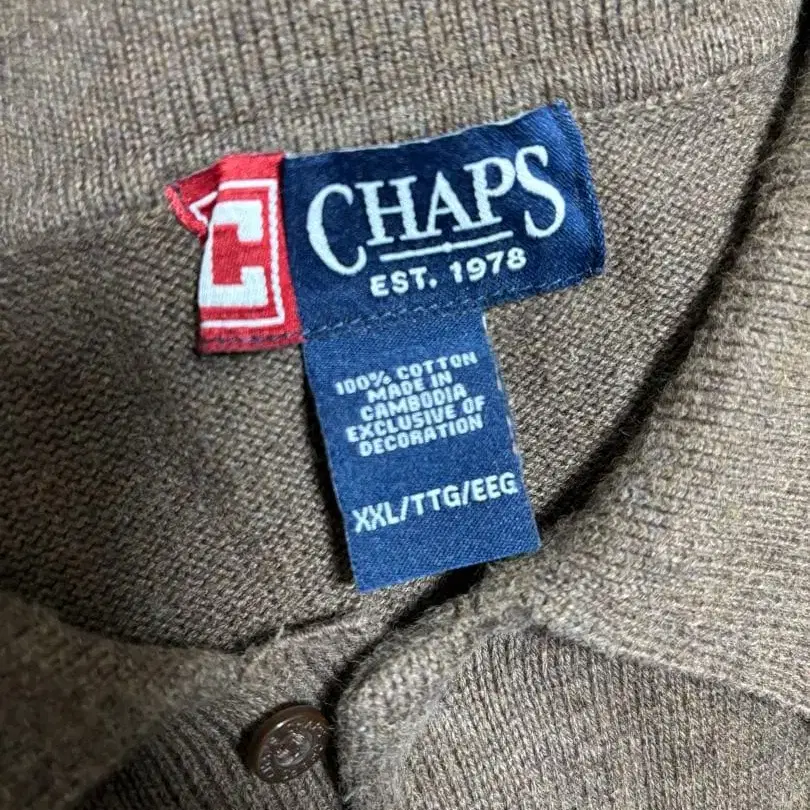 C
CHAPS
EST. 1978
100% COTTON
MADE IN
CAMBODIA
EXCLUSIVE OF
DECORATION
XXL/TTG/EEG